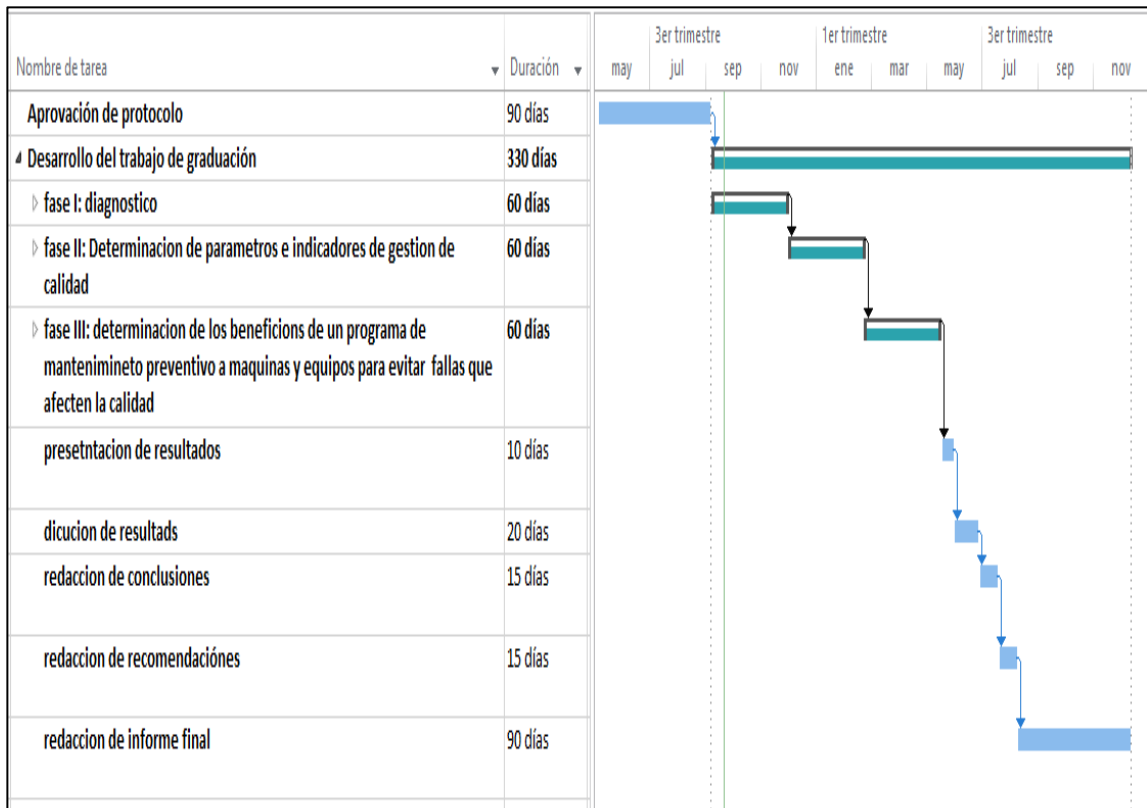 3er trimestre 1er trimestre 3er trimestre
Nombre de tarea Duración may jul sep nov ene mar may jul sep nov
Aprovación de protocolo 90 días
Desarrollo del trabajo de graduación 330 días
fase I: diagnostico 60 días
fase II: Determinacion de parametros e indicadores de gestion de 60 días
calidad
fase III: determinacion de los beneficions de un programa de 60 días
mantenimineto preventivo a maquinas y equipos para evitar fallas que
afecten la calidad
presetntacion de resultados 10 días
dicucion de resultads 20 días
redaccion de conclusiones 15 días
redaccion de recomendaciónes 15 días
redaccion de informe final 90 días